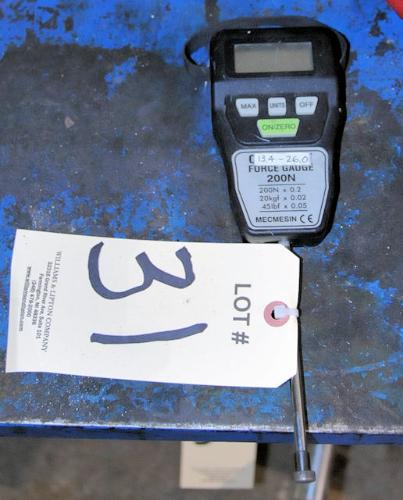 MAX UNITS OFF
ON/ZERO
13.4 - 26.0
FORCE GAUGE
200N
200N x 0.2
20kgf x 0.02
45lbf x 0.05
MECMESIN CE
LOT #
31
WILLIAMS & LIPTON COMPANY